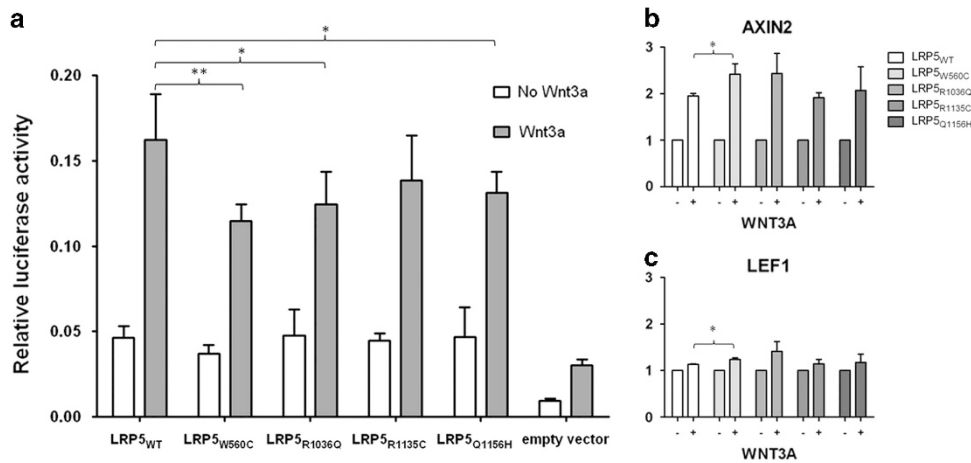 a
Relative luciferase activity
0.20
0.15
0.10
0.05
0.00
*
*
**
No Wnt3a
Wnt3a
LRP5WT
LRP5W560C
LRP5R1036Q
LRP5R1135C
LRP5Q1156H
empty vector
b
AXIN2
3
2
1
0
*
- + - + - + - + - +
WNT3A
LRP5WT
LRP5W560C
LRP5R1036Q
LRP5R1135C
LRP5Q1156H
c
LEF1
3
2
1
0
*
- + - + - + - + - +
WNT3A